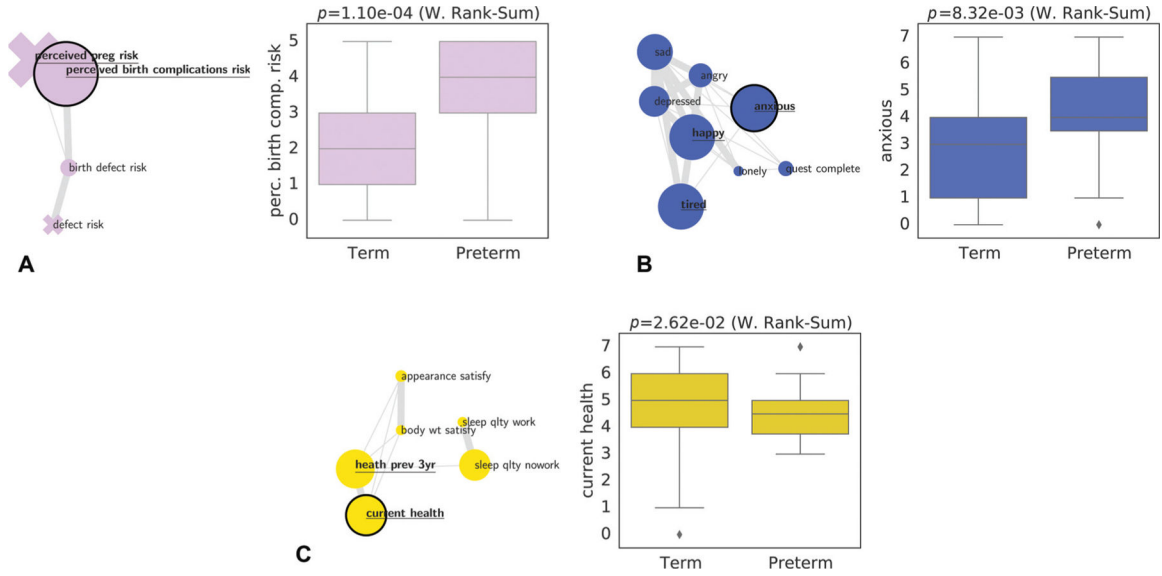 p=1.10e-04 (W. Rank-Sum)
perceived preg risk
perceived birth complications risk
birth defect risk
defect risk
perc. birth comp. risk
5
4
3
2
1
0
Term Preterm
A
p=8.32e-03 (W. Rank-Sum)
sad
angry
depressed
anxious
happy
lonely
quest complete
tired
anxious
7
6
5
4
3
2
1
0
Term Preterm
B
p=2.62e-02 (W. Rank-Sum)
appearance satisfy
sleep qlty work
body wt satisfy
heath prev 3yr
sleep qlty nowork
current health
current health
7
6
5
4
3
2
1
0
Term Preterm
C